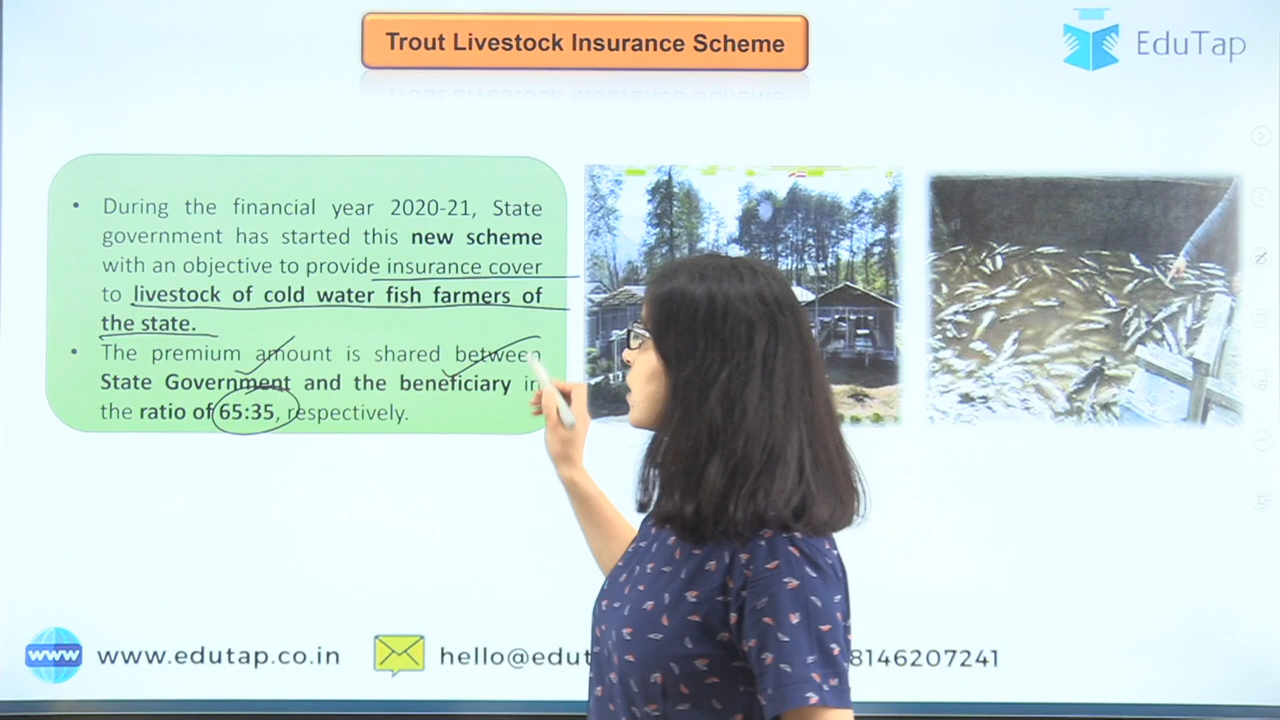 Trout Livestock Insurance Scheme
EduTap
• During the financial year 2020-21, State
government has started this new scheme
with an objective to provide insurance cover
to livestock of cold water fish farmers of
the state.
• The premium amount is shared between
State Government and the beneficiary in
the ratio of 65:35, respectively.
www www.edutap.co.in
8146207241